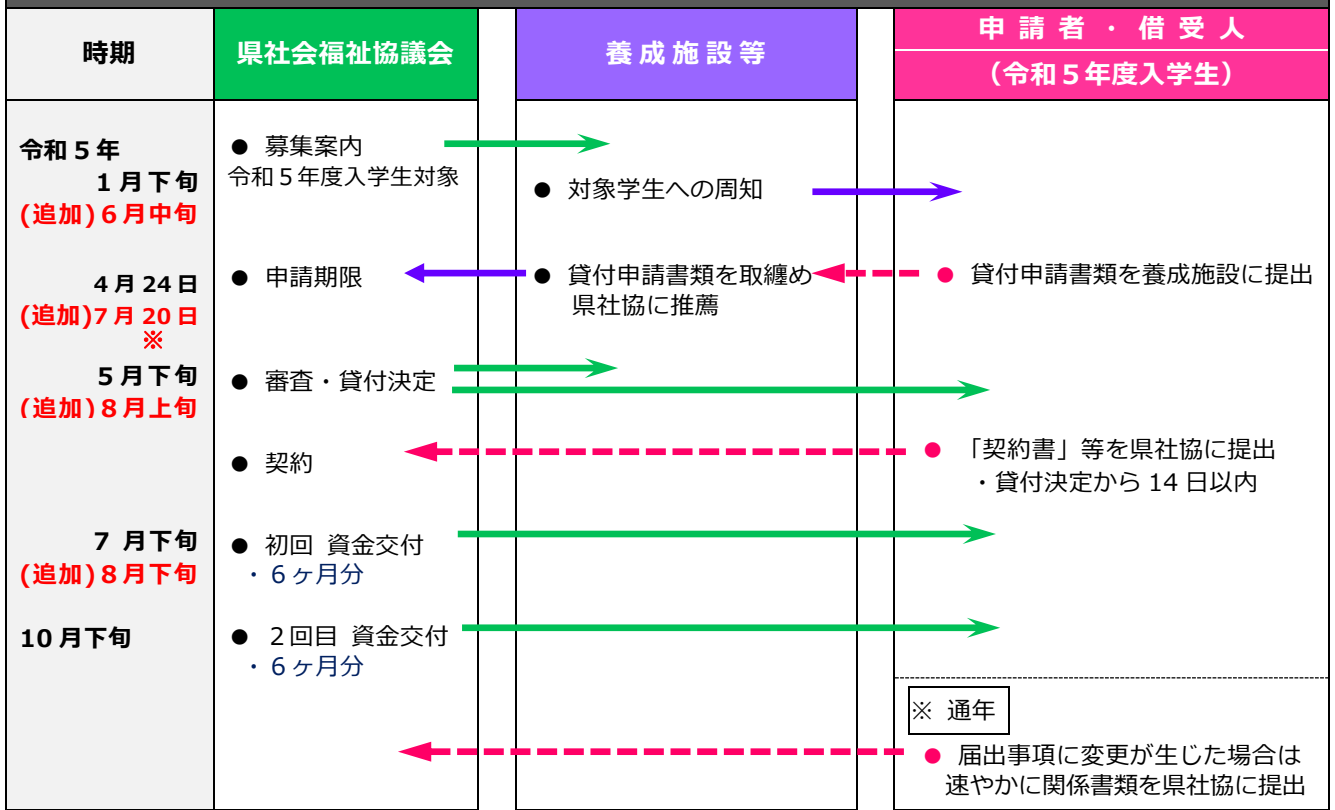 時期
県社会福祉協議会
養成施設等
申請者・借受人
（令和５年度入学生）
令和５年
１月下旬
(追加)６月中旬
● 募集案内
令和５年度入学生対象
● 対象学生への周知
４月 24 日
(追加)7 月 20 日
※
● 申請期限
● 貸付申請書類を取纏め
県社協に推薦
● 貸付申請書類を養成施設に提出
５月下旬
(追加)８月上旬
● 審査・貸付決定
● 契約
● 「契約書」等を県社協に提出
・貸付決定から 14 日以内
７ 月下旬
(追加)８月下旬
● 初回 資金交付
・６ヶ月分
10 月下旬
● ２回目 資金交付
・６ヶ月分
※ 通年
● 届出事項に変更が生じた場合は
速やかに関係書類を県社協に提出